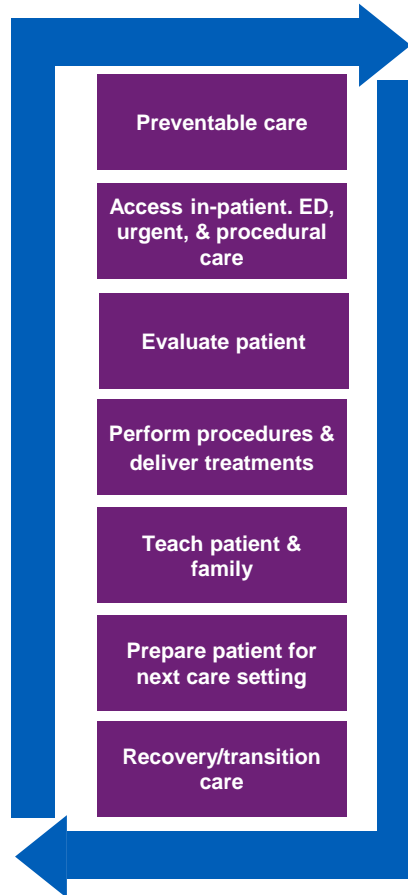 Preventable care
Access in-patient. ED,
urgent, & procedural
care
Evaluate patient
Perform procedures &
deliver treatments
Teach patient &
family
Prepare patient for
next care setting
Recovery/transition
care